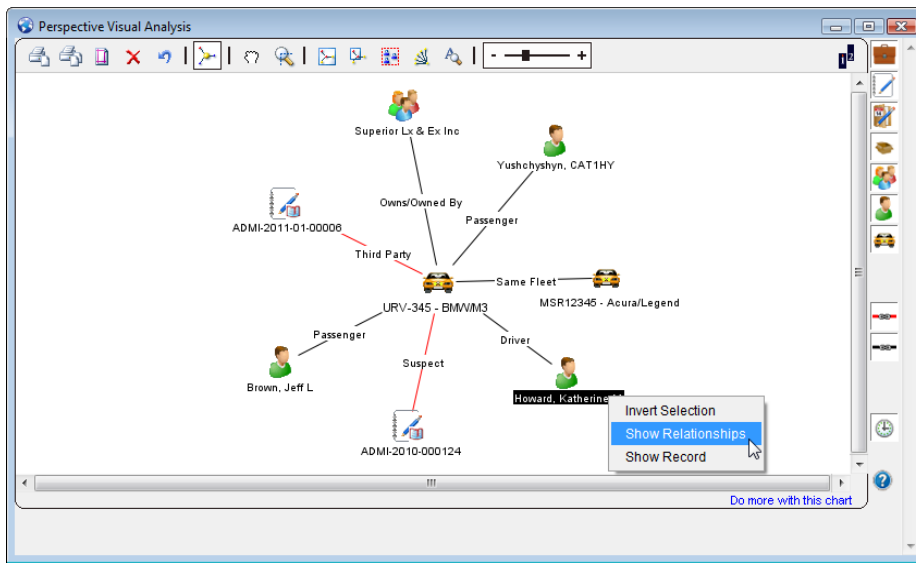 Perspective Visual Analysis
- +
1 2
Superior Lx & Ex Inc
Yushchyshyn, CAT1HY
Owns/Owned By
Passenger
ADMI-2011-01-00006
Third Party
Same Fleet
MSR12345 - Acura/Legend
URV-345 - BMW/M3
Passenger
Driver
Suspect
Brown, Jeff L
Howard, Katherine
Invert Selection
Show Relationships
Show Record
ADMI-2010-000124
Do more with this chart